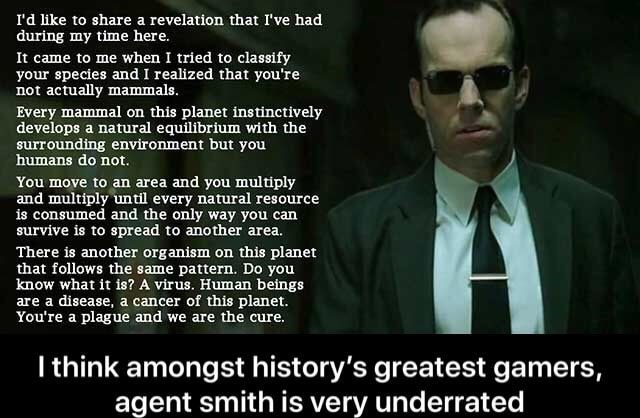 I'd like to share a revelation that I've had
during my time here.
It came to me when I tried to classify
your species and I realized that you're
not actually mammals.
Every mammal on this planet instinctively
develops a natural equilibrium with the
surrounding environment but you
humans do not.
You move to an area and you multiply
and multiply until every natural resource
is consumed and the only way you can
survive is to spread to another area.
There is another organism on this planet
that follows the same pattern. Do you
know what it is? A virus. Human beings
are a disease, a cancer of this planet.
You're a plague and we are the cure.
I think amongst history's greatest gamers,
agent smith is very underrated